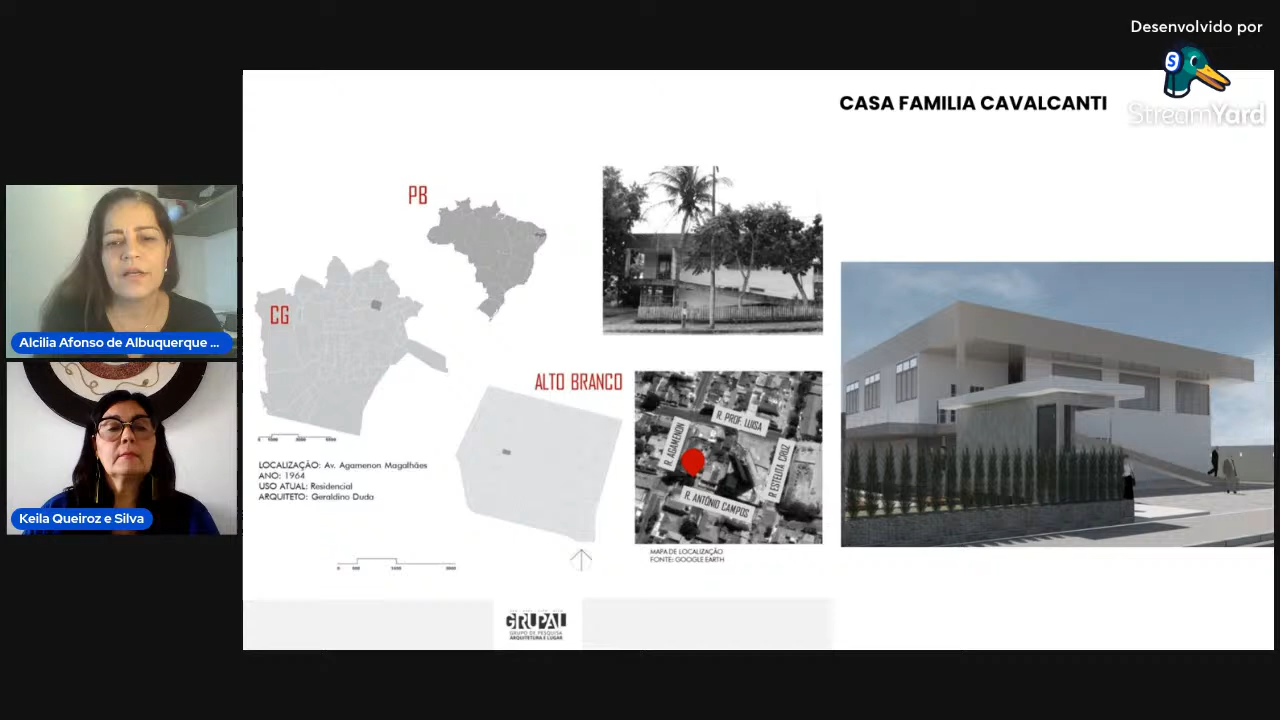 Desenvolvido por
S
StreamYard
CASA FAMILIA CAVALCANTI
PB
CG
ALTO BRANCO
R. PROF. LUISA
R. AGAMENON
R ESTELITA CRUZ
R. ANTÔNIO CAMPOS
MAPA DE LOCALIZAÇÃO
FONTE: GOOGLE EARTH
LOCALIZAÇÃO: Av. Agamenon Magalhães
ANO: 1964
USO ATUAL: Residencial
ARQUITETO: Geraldino Duda
GRUPAL
GRUPO DE PESQUISA
ARQUITETURA E LUGAR
Alcilia Afonso de Albuquerque ...
Keila Queiroz e Silva